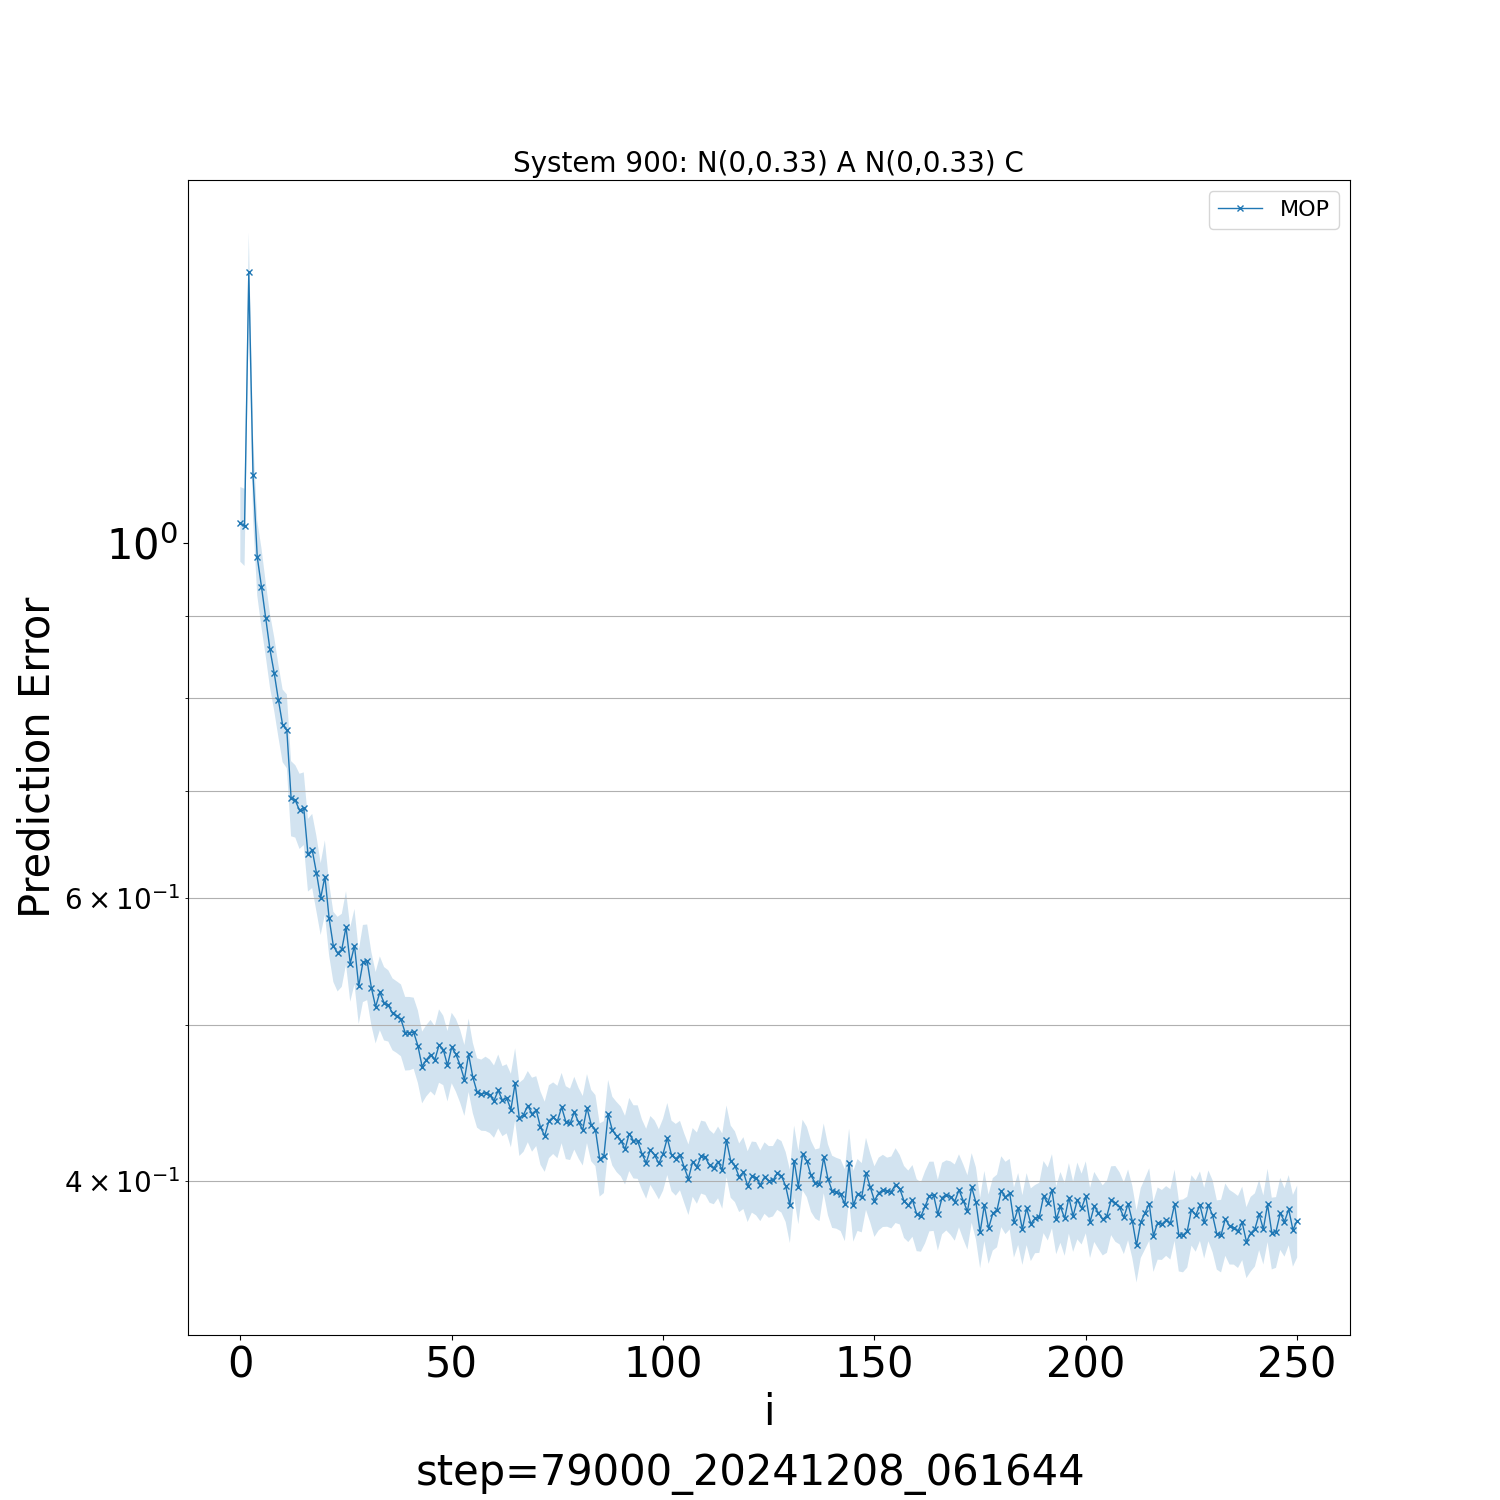 System 900: N(0,0.33) A N(0,0.33) C
MOP
10⁰
6 × 10⁻¹
4 × 10⁻¹
Prediction Error
0 50 100 150 200 250
i
step=79000_20241208_061644